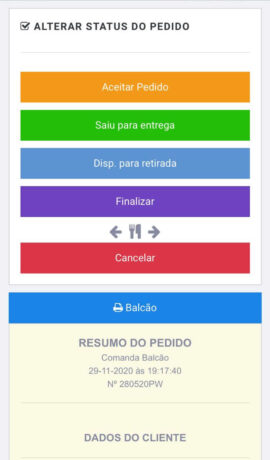 ALTERAR STATUS DO PEDIDO
Aceitar Pedido
Saiu para entrega
Disp. para retirada
Finalizar
Cancelar
Balcão
RESUMO DO PEDIDO
Comanda Balcão
29-11-2020 ás 19:17:40
Nº 280520PW
DADOS DO CLIENTE